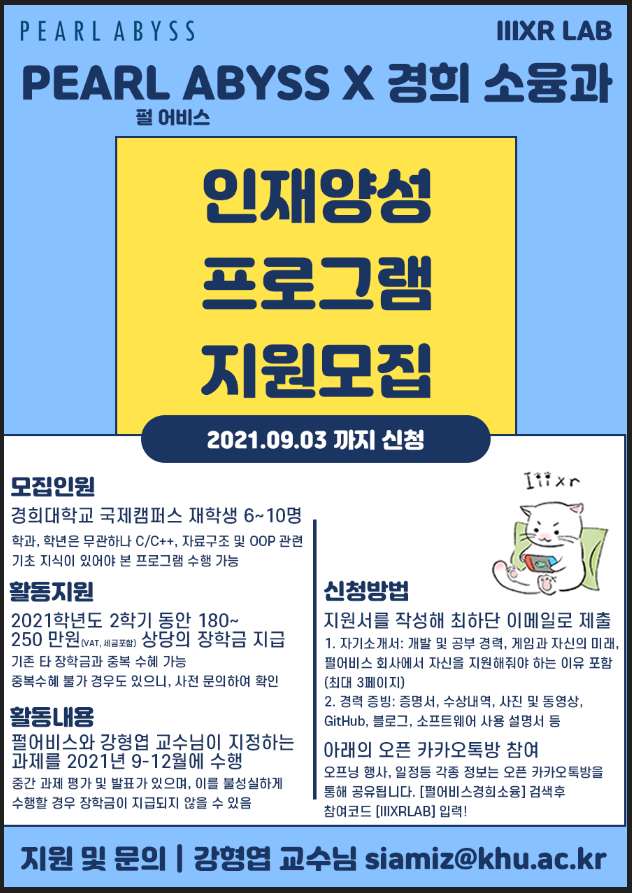 PEARL ABYSS
IIIXR LAB
PEARL ABYSS X 경희 소융과
펄 어비스
인재양성
프로그램
지원모집
2021.09.03 까지 신청
모집인원
경희대학교 국제캠퍼스 재학생 6~10명
학과, 학년은 무관하나 C/C++, 자료구조 및 OOP 관련
기초 지식이 있어야 본 프로그램 수행 가능
활동지원
2021학년도 2학기 동안 180~
250 만원(VAT, 세금포함) 상당의 장학금 지급
기존 타 장학금과 중복 수혜 가능
중복수혜 불가 경우도 있으니, 사전 문의하여 확인
활동내용
펄어비스와 강형엽 교수님이 지정하는
과제를 2021년 9-12월에 수행
중간 과제 평가 및 발표가 있으며, 이를 불성실하게
수행할 경우 장학금이 지급되지 않을 수 있음
Iiixr
신청방법
지원서를 작성해 최하단 이메일로 제출
1. 자기소개서: 개발 및 공부 경력, 게임과 자신의 미래,
펄어비스 회사에서 자신을 지원해줘야 하는 이유 포함
(최대 3페이지)
2. 경력 증빙: 증명서, 수상내역, 사진 및 동영상,
GitHub, 블로그, 소프트웨어 사용 설명서 등
아래의 오픈 카카오톡방 참여
오프닝 행사, 일정등 각종 정보는 오픈 카카오톡방을
통해 공유됩니다. [펄어비스경희소융] 검색후
참여코드 [IIIXRLAB] 입력!
지원 및 문의 | 강형엽 교수님 siamiz@khu.ac.kr